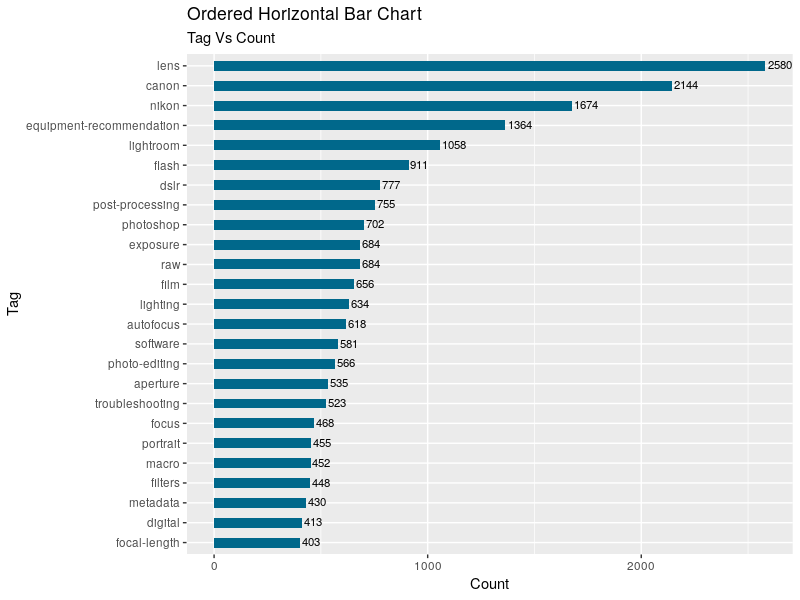 Ordered Horizontal Bar Chart
Tag Vs Count
lens 2580
canon 2144
nikon 1674
equipment-recommendation 1364
lightroom 1058
flash 911
dslr 777
post-processing 755
photoshop 702
exposure 684
raw 684
film 656
lighting 634
autofocus 618
software 581
photo-editing 566
aperture 535
troubleshooting 523
focus 468
portrait 455
macro 452
filters 448
metadata 430
digital 413
focal-length 403
Tag
0 1000 2000
Count